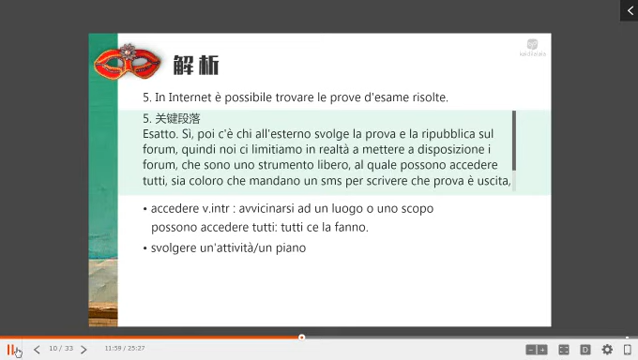 解析
5. In Internet è possibile trovare le prove d'esame risolte.
5. 关键段落
Esatto. Sì, poi c'è chi all'esterno svolge la prova e la ripubblica sul
forum, quindi noi ci limitiamo in realtà a mettere a disposizione i
forum, che sono uno strumento libero, al quale possono accedere
tutti, sia coloro che mandano un sms per scrivere che prova è uscita,
• accedere v.intr : avvicinarsi ad un luogo o uno scopo
possono accedere tutti: tutti ce la fanno.
• svolgere un'attività/un piano
10 / 33
11:59 / 25:27